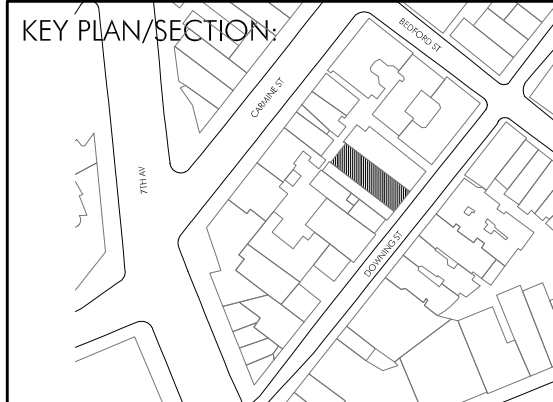 KEY PLAN/SECTION:
BEDFORD ST
CARMINE ST
7TH AV
DOWNING ST